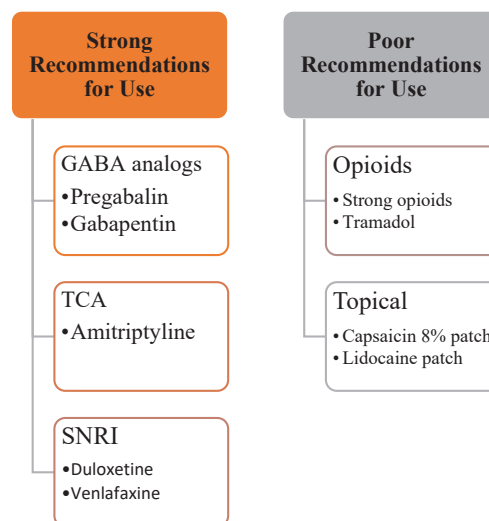 Strong
Recommendations
for Use
GABA analogs
•Pregabalin
•Gabapentin
TCA
•Amitriptyline
SNRI
•Duloxetine
•Venlafaxine
Poor
Recommendations
for Use
Opioids
• Strong opioids
• Tramadol
Topical
• Capsaicin 8% patch
• Lidocaine patch